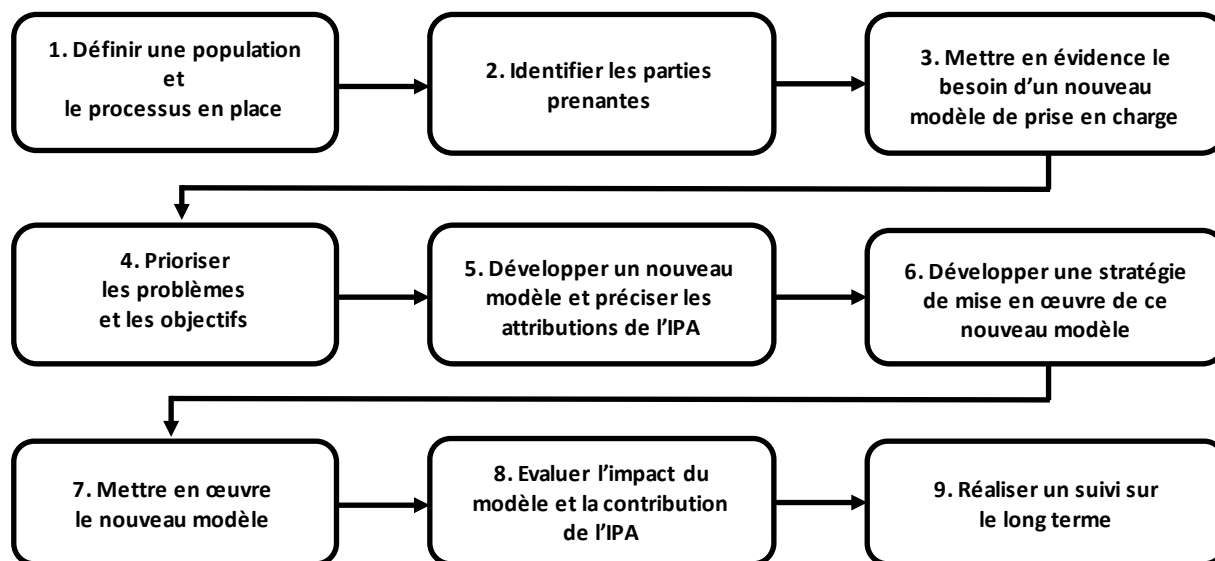 1. Définir une population
et
le processus en place
2. Identifier les parties
prenantes
3. Mettre en évidence le
besoin d’un nouveau
modèle de prise en charge
4. Prioriser
les problèmes
et les objectifs
5. Développer un nouveau
modèle et préciser les
attributions de l’IPA
6. Développer une stratégie
de mise en œuvre de ce
nouveau modèle
7. Mettre en œuvre
le nouveau modèle
8. Evaluer l’impact du
modèle et la contribution
de l’IPA
9. Réaliser un suivi sur
le long terme